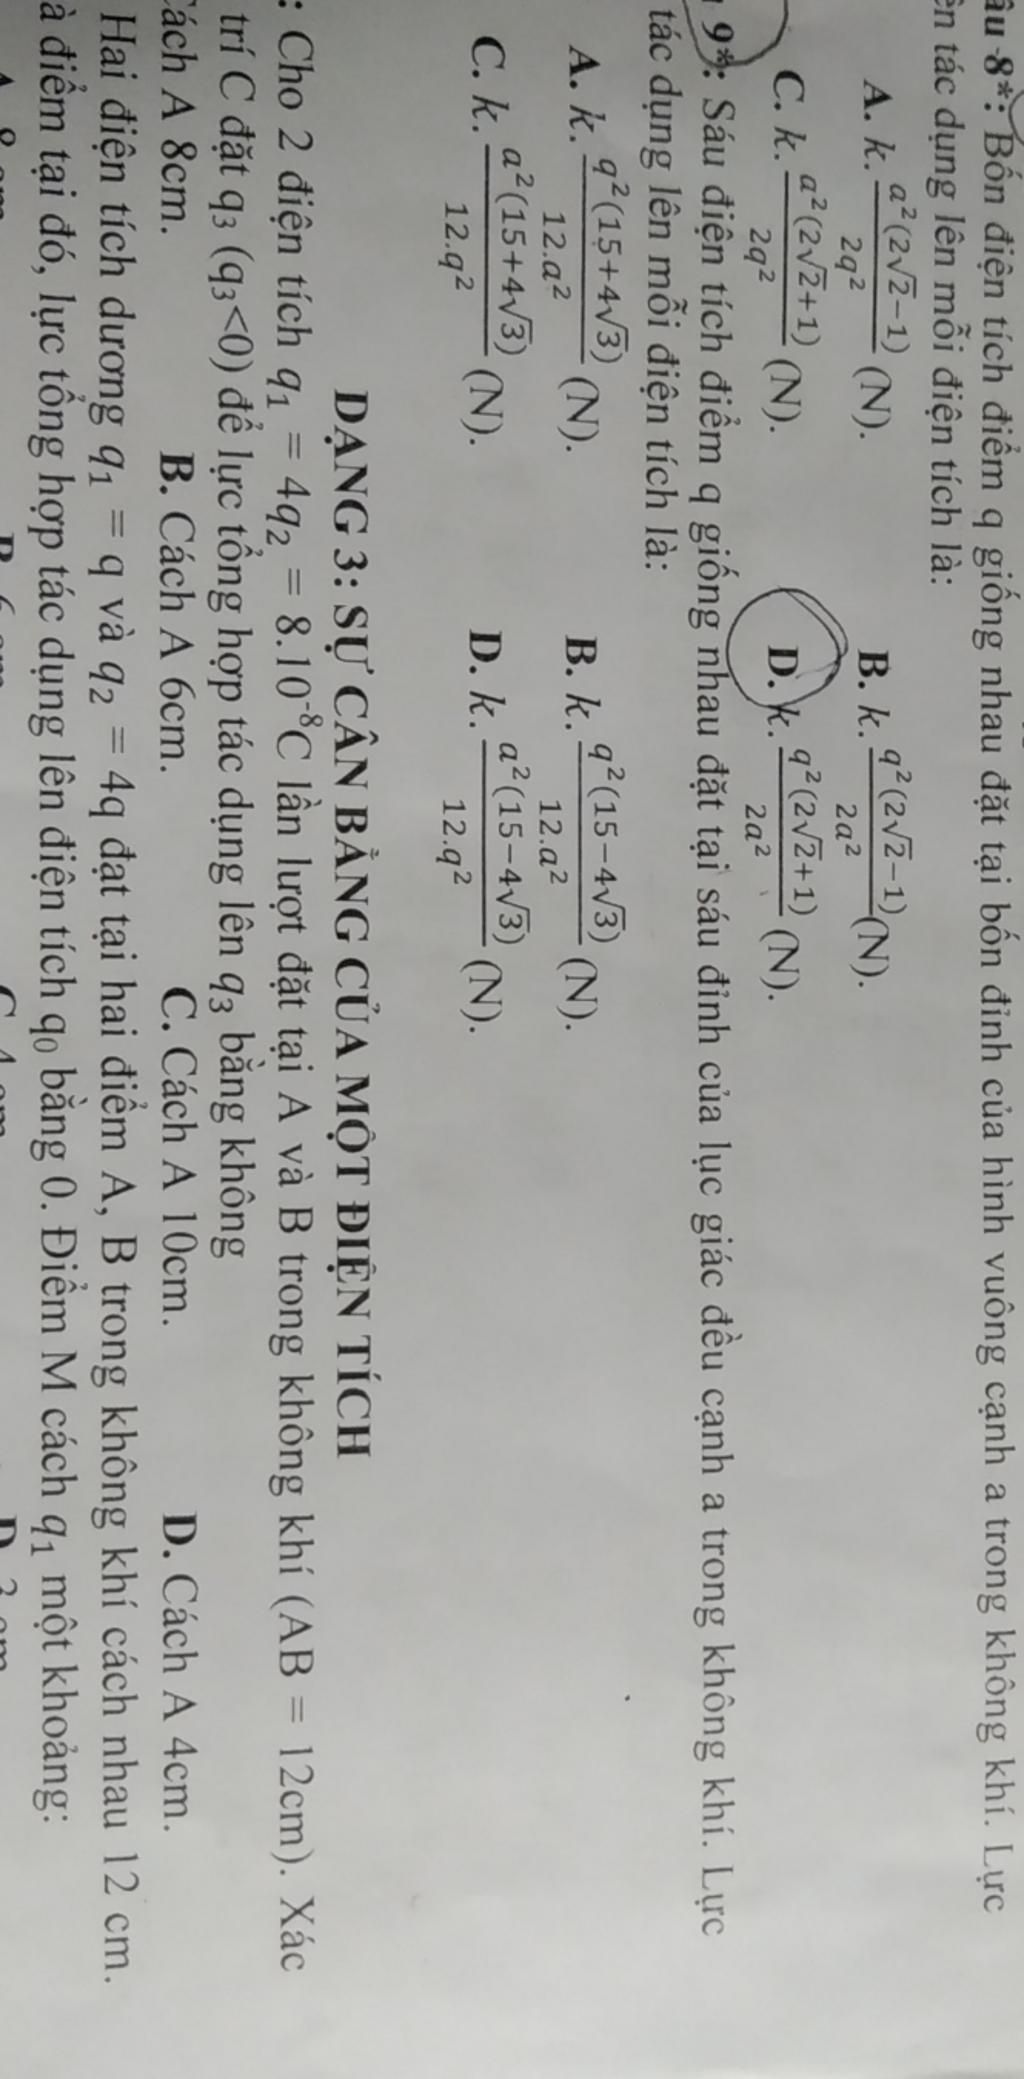 âu 8*: Bốn điện tích điểm q giống nhau đặt tại bốn đỉnh của hình vuông cạnh a trong không khí. Lực
ên tác dụng lên mỗi điện tích là:
A. k. a²(2√2−1)/2q² (N). B. k. q²(2√2−1)/2a² (N).
C. k. a²(2√2+1)/2q² (N). D. k. q²(2√2+1)/2a² (N).
9*: Sáu điện tích điểm q giống nhau đặt tại sáu đỉnh của lục giác đều cạnh a trong không khí. Lực
tác dụng lên mỗi điện tích là:
A. k. q²(15+4√3)/12.a² (N). B. k. q²(15−4√3)/12.a² (N).
C. k. a²(15+4√3)/12.q² (N). D. k. a²(15−4√3)/12.q² (N).
DẠNG 3: SỰ CÂN BẰNG CỦA MỘT ĐIỆN TÍCH
: Cho 2 điện tích q₁ = 4q₂ = 8.10⁻⁸C lần lượt đặt tại A và B trong không khí (AB = 12cm). Xác
trí C đặt q₃ (q₃<0) để lực tổng hợp tác dụng lên q₃ bằng không
Cách A 8cm. B. Cách A 6cm. C. Cách A 10cm. D. Cách A 4cm.
Hai điện tích dương q₁ = q và q₂ = 4q đạt tại hai điểm A, B trong không khí cách nhau 12 cm.
à điểm tại đó, lực tổng hợp tác dụng lên điện tích q₀ bằng 0. Điểm M cách q₁ một khoảng: